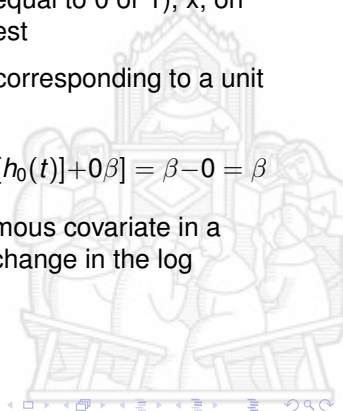 equal to 0 or 1), x, on
est
corresponding to a unit
h₀(t)]+0β] = β−0 = β
mous covariate in a
change in the log